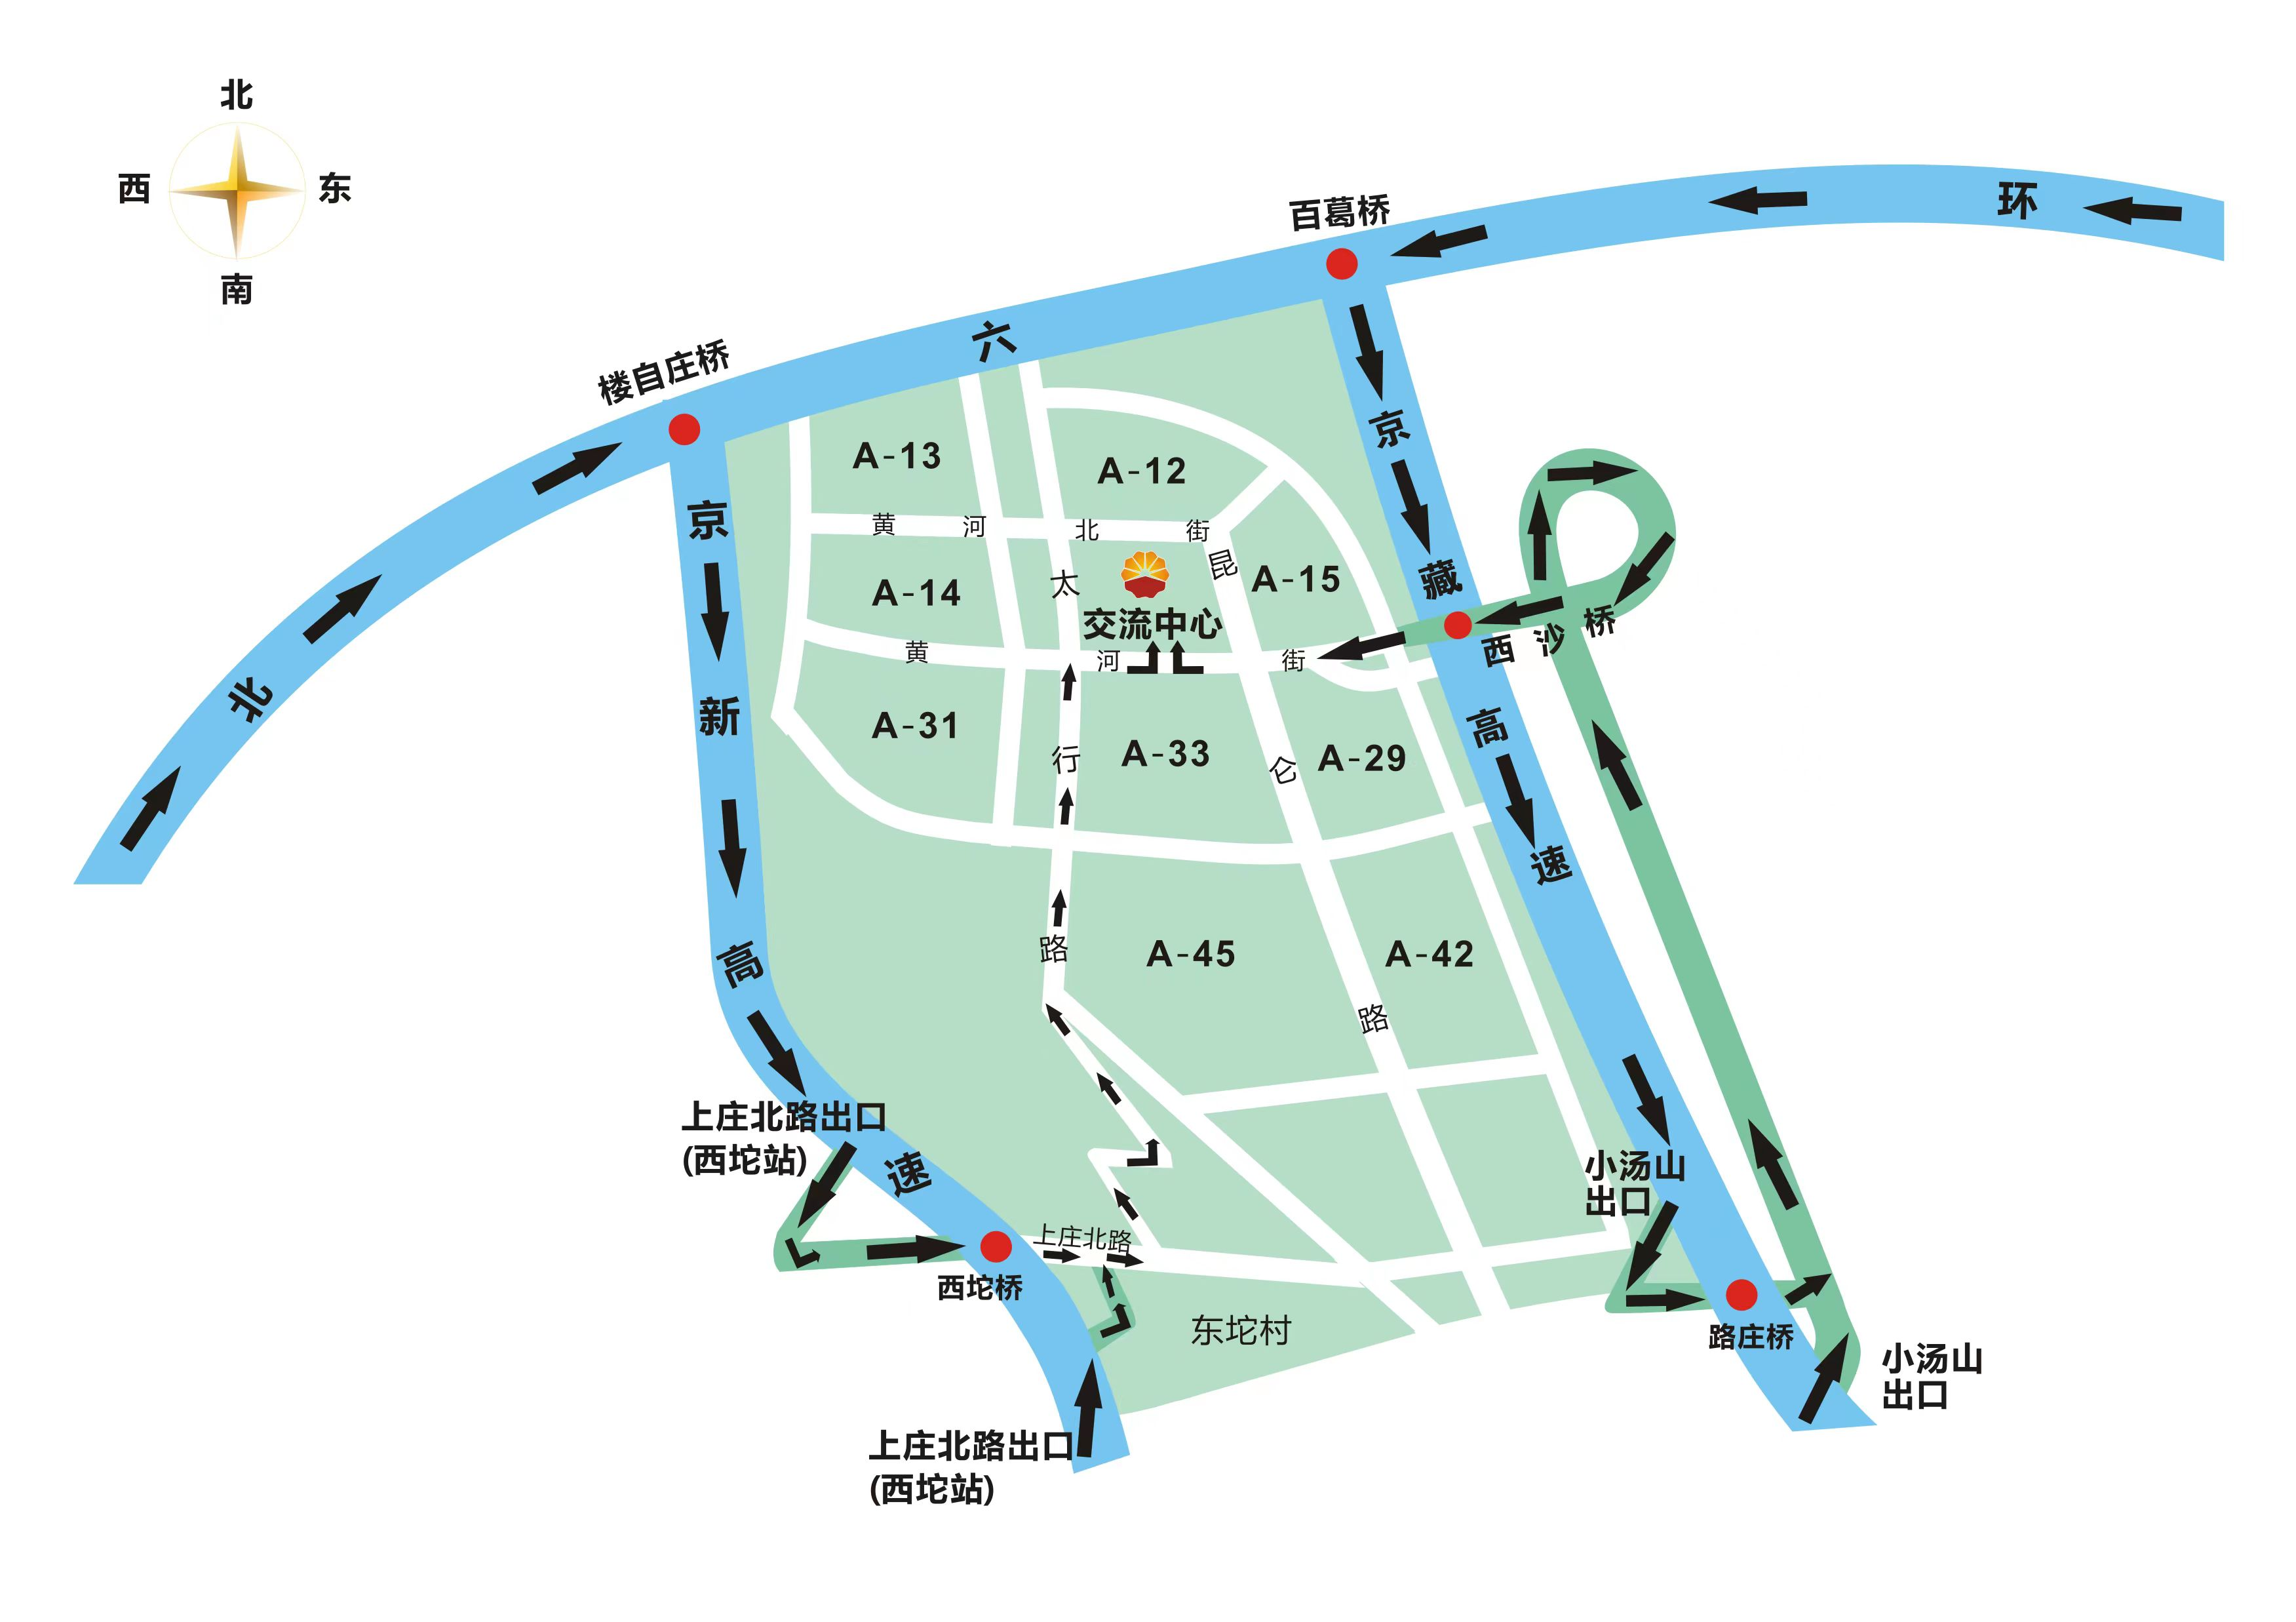 北
西
东
南
百葛桥
北六环
楼自庄桥
京藏高速
京新高速
A-13
A-12
黄河北街
昆仑路
A-15
太行路
A-14
交流中心
西沙桥
黄河街
A-31
A-33
A-29
A-45
A-42
上庄北路出口
(西坨站)
小汤山
出口
上庄北路
西坨桥
东坨村
路庄桥
小汤山
出口
上庄北路出口
(西坨站)